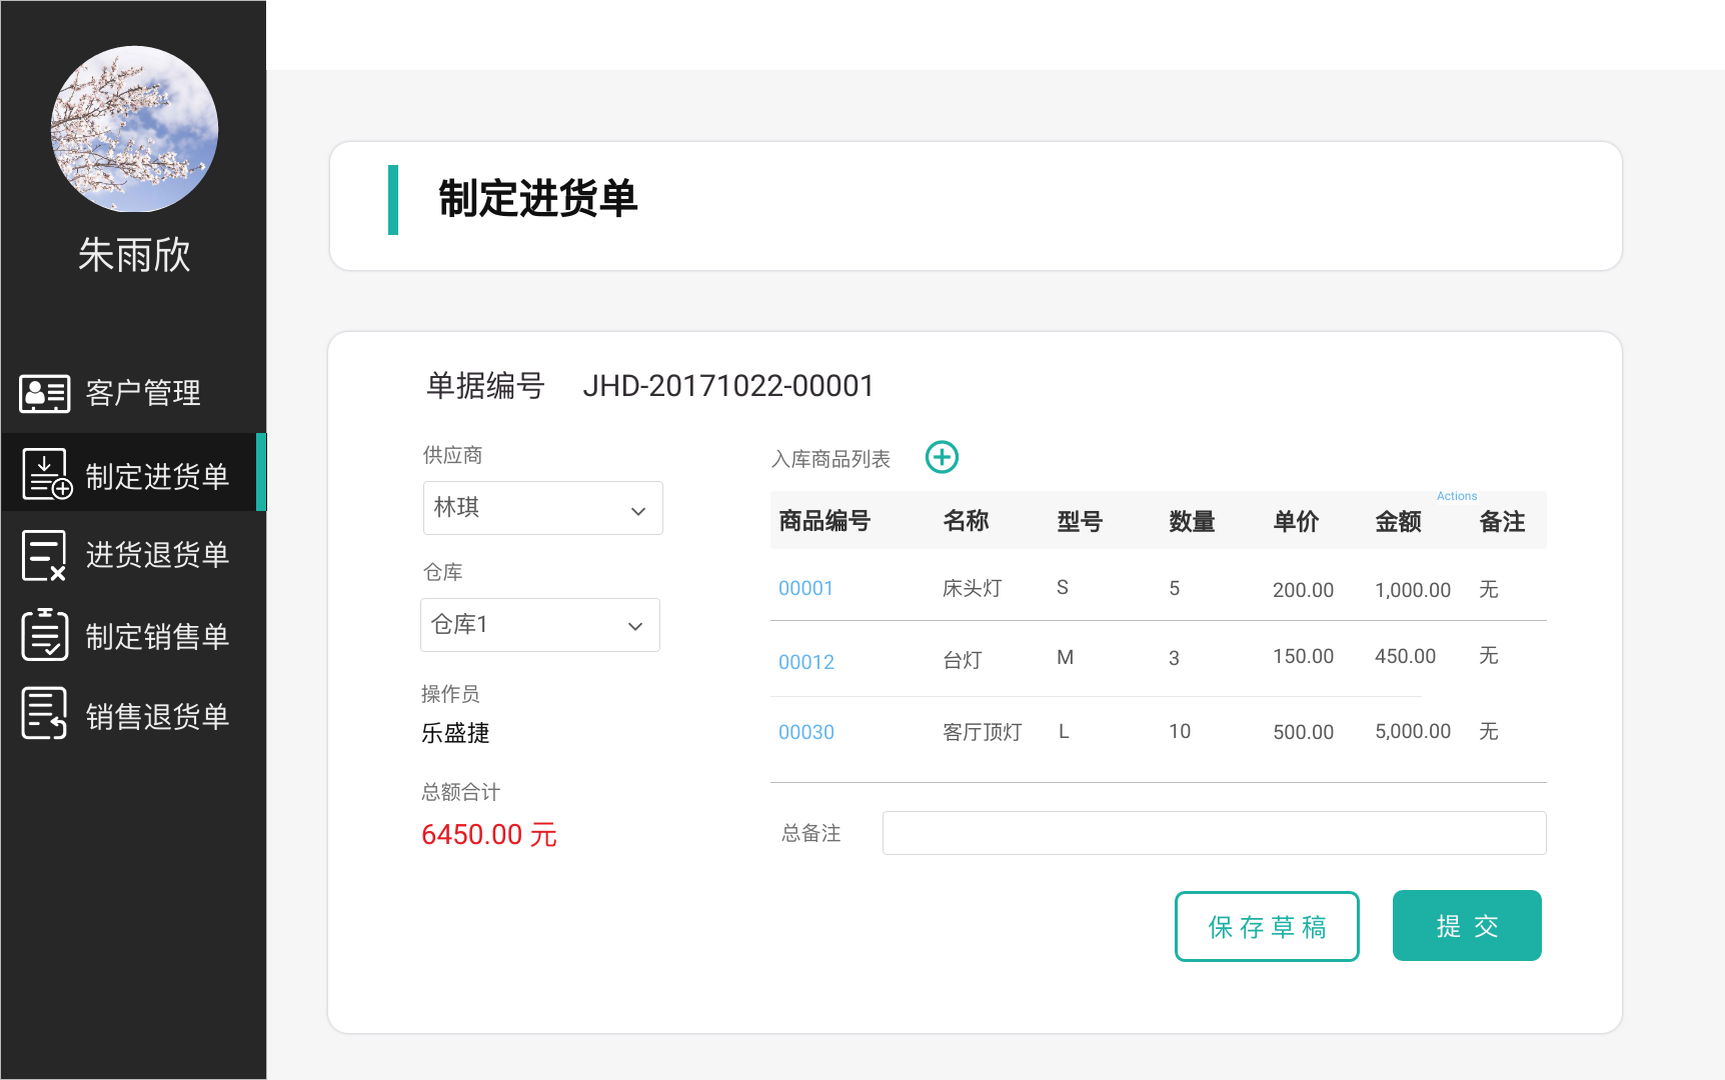 朱雨欣
客户管理
制定进货单
进货退货单
制定销售单
销售退货单
制定进货单
单据编号 JHD-20171022-00001
供应商
林琪
仓库
仓库1
操作员
乐盛捷
总额合计
6450.00 元
入库商品列表
Actions
商品编号 名称 型号 数量 单价 金额 备注
00001 床头灯 S 5 200.00 1,000.00 无
00012 台灯 M 3 150.00 450.00 无
00030 客厅顶灯 L 10 500.00 5,000.00 无
总备注
保存草稿 提 交